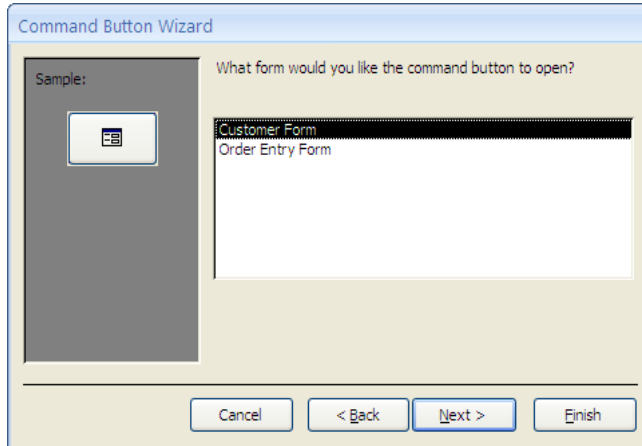 Command Button Wizard
Sample:
What form would you like the command button to open?
Customer Form
Order Entry Form
Cancel
< Back
Next >
Finish